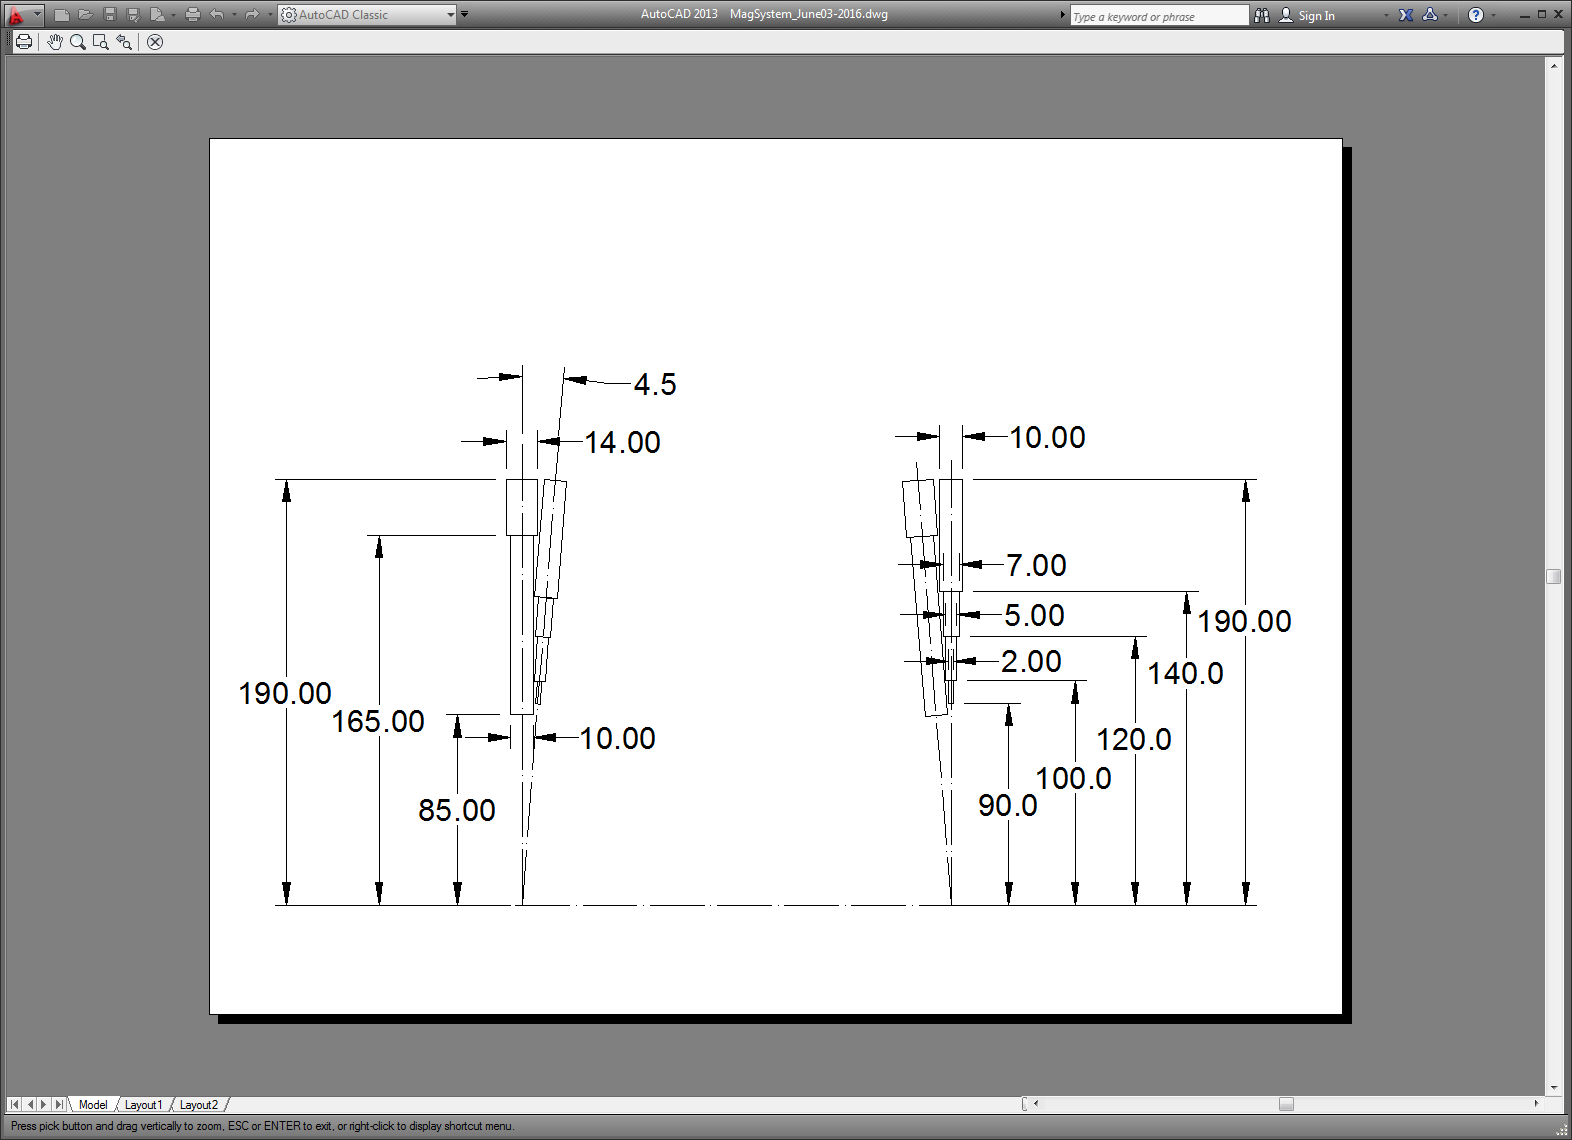 AutoCAD Classic
AutoCAD 2013 MagSystem_June03-2016.dwg
Type a keyword or phrase
Sign In
4.5
14.00
10.00
7.00
5.00
190.00
2.00
140.0
190.00
165.00
10.00
120.0
100.0
85.00
90.0
Model
Layout1
Layout2
Press pick button and drag vertically to zoom, ESC or ENTER to exit, or right-click to display shortcut menu.